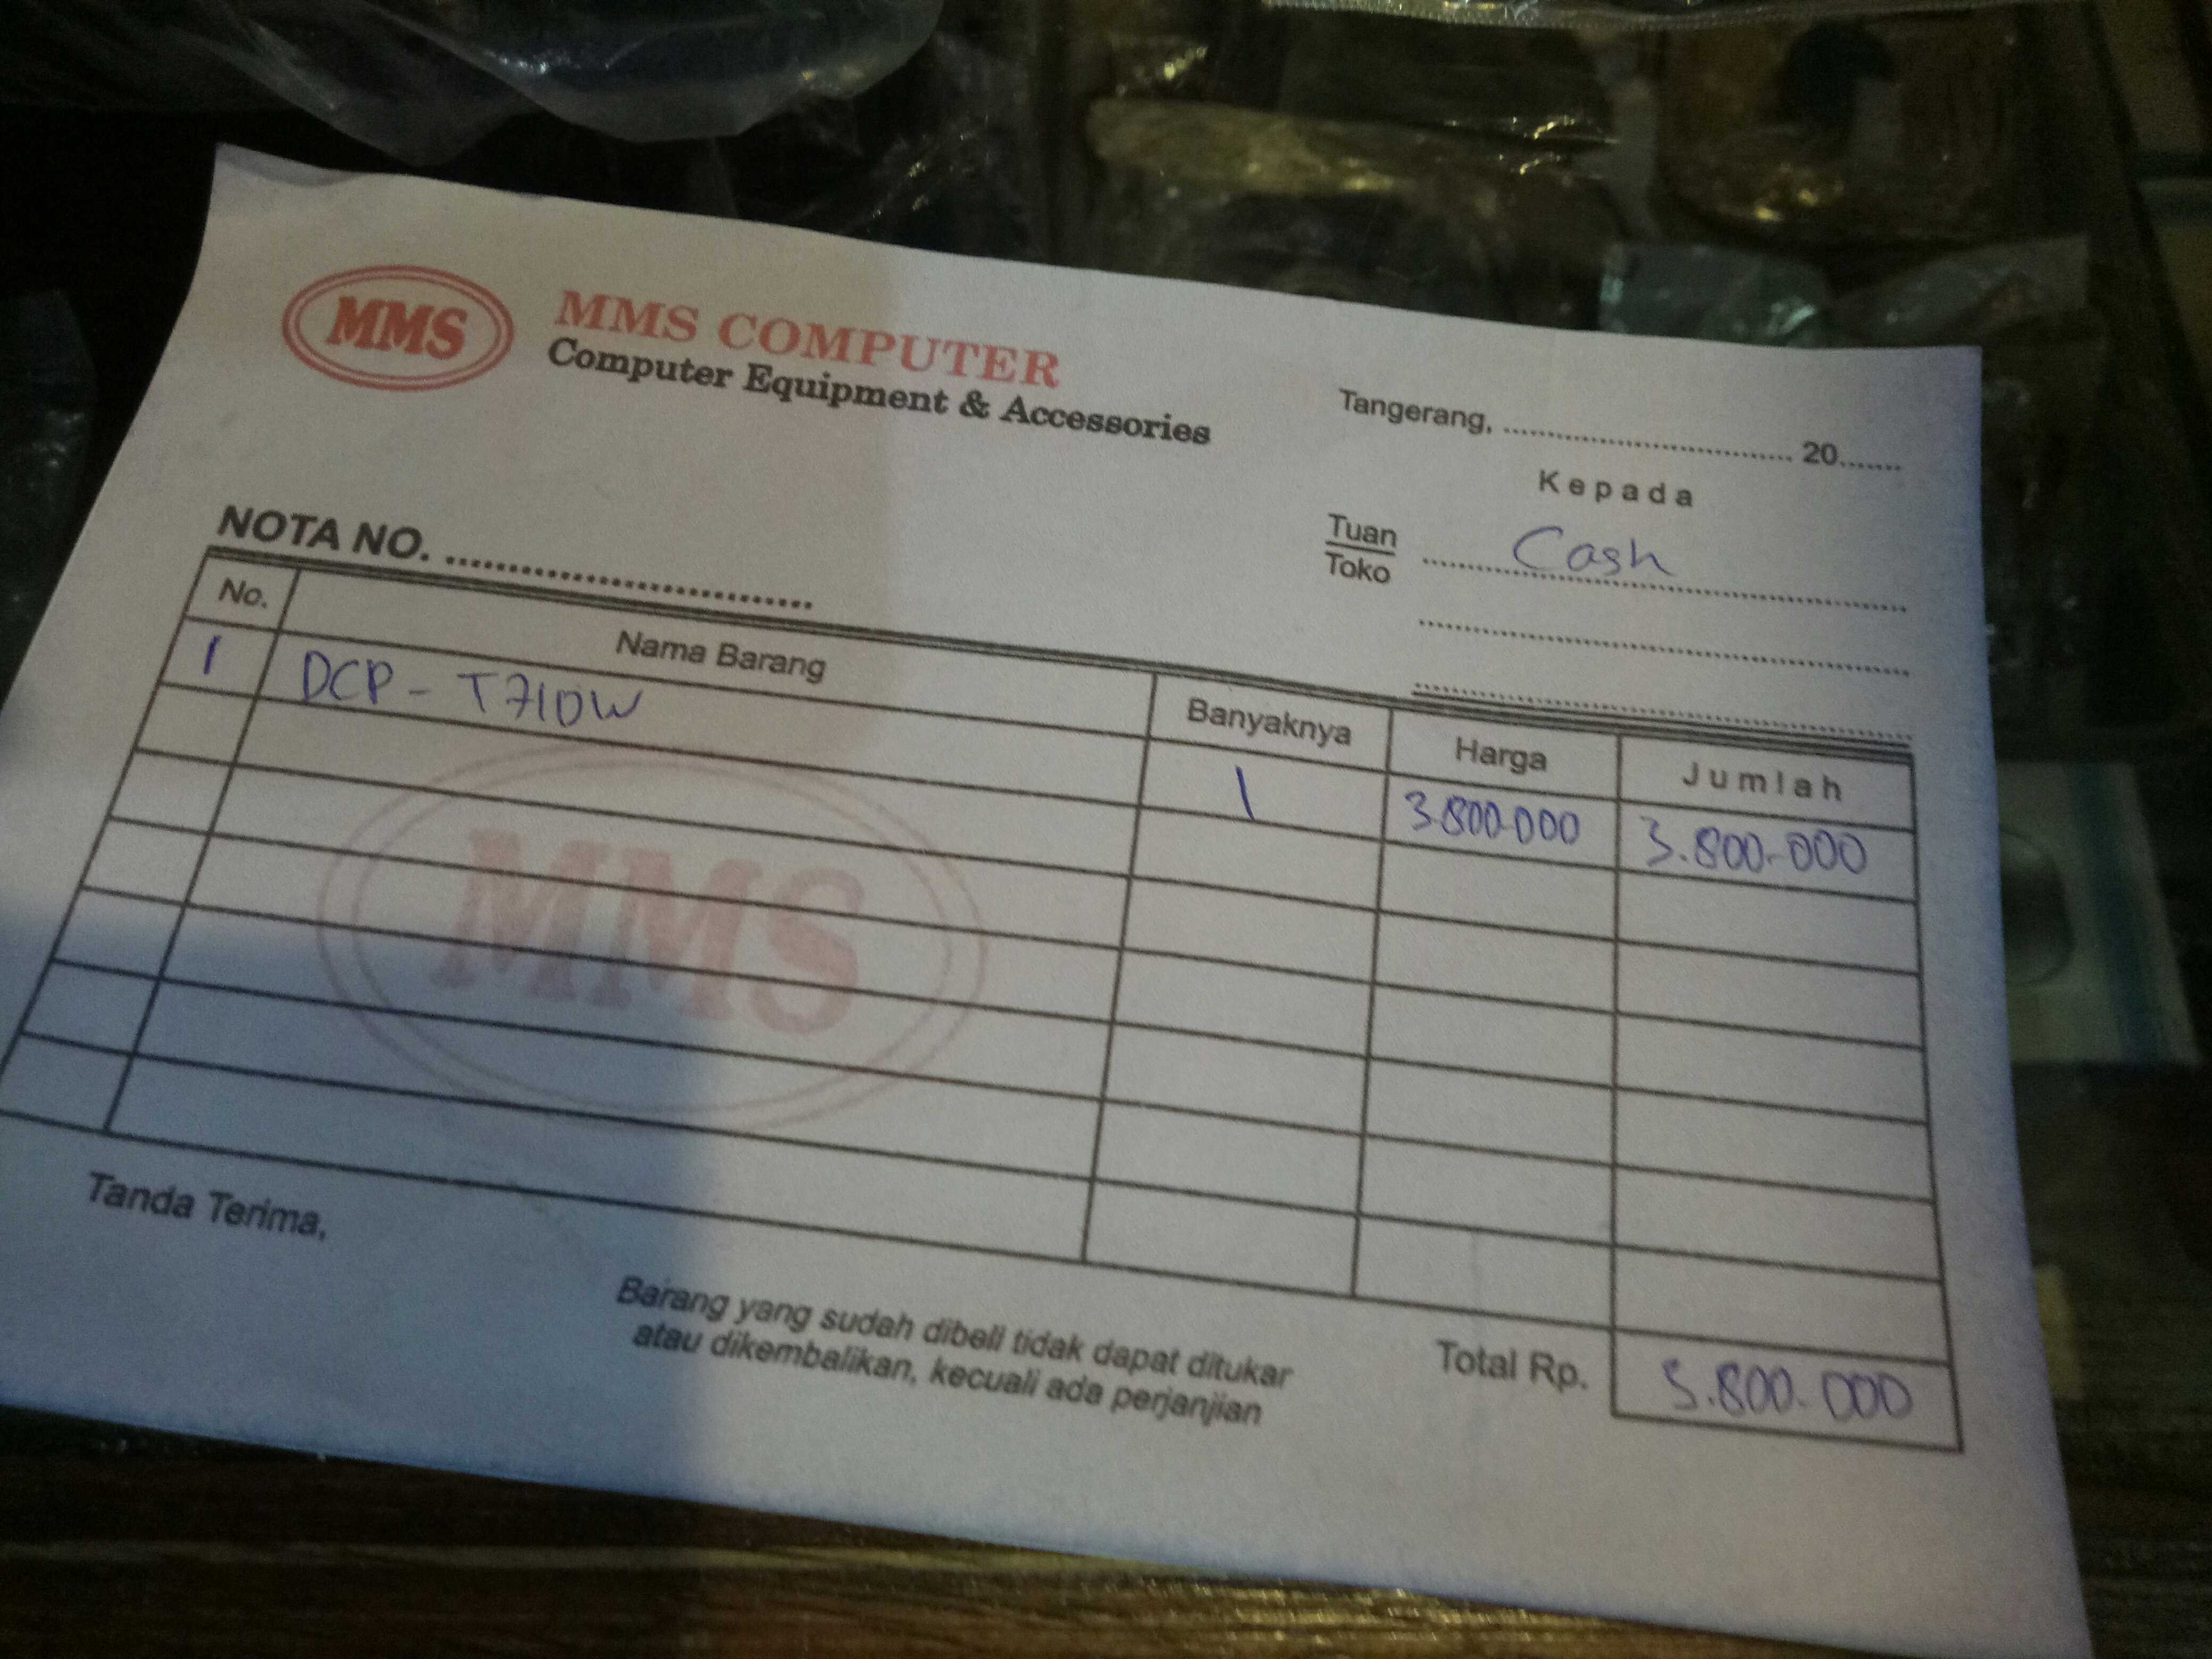 MMS
MMS COMPUTER
Computer Equipment & Accessories
Tangerang, .................................... 20.......
Kepada
Tuan
Toko
Cash
NOTA NO. ....................................
No. Nama Barang Banyaknya Harga Jumlah
1 DCP - T710W 1 3.800.000 3.800.000
MMS
Tanda Terima,
Barang yang sudah dibeli tidak dapat ditukar
atau dikembalikan, kecuali ada perjanjian
Total Rp. 3.800.000